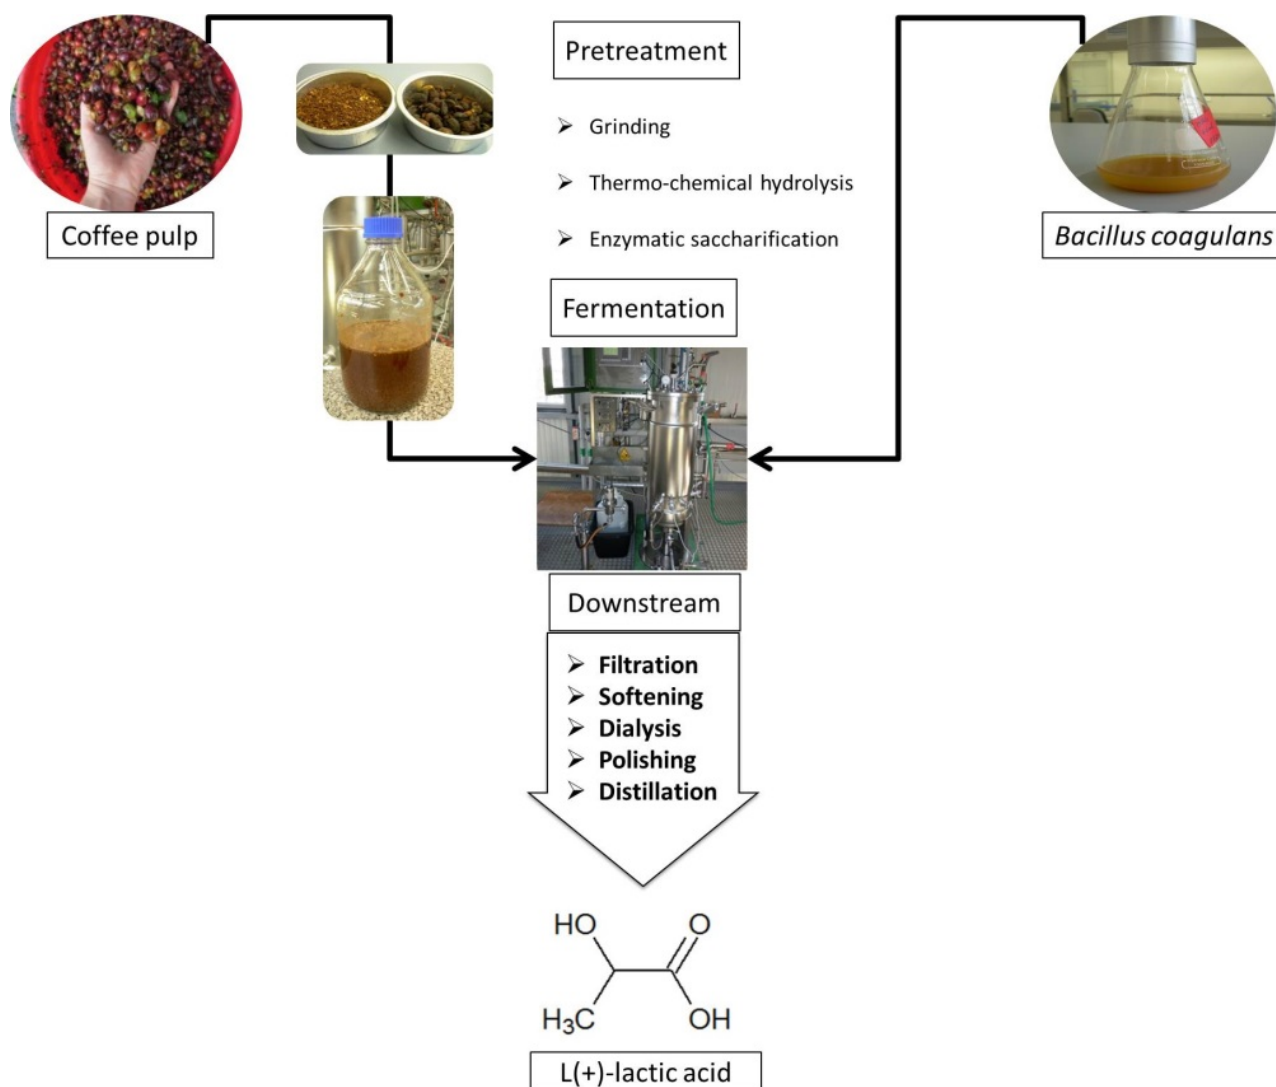 Pretreatment
➢ Grinding
➢ Thermo-chemical hydrolysis
➢ Enzymatic saccharification
Coffee pulp
Bacillus coagulans
Fermentation
Downstream
➢ Filtration
➢ Softening
➢ Dialysis
➢ Polishing
➢ Distillation
HO
O
H₃C
OH
L(+)-lactic acid